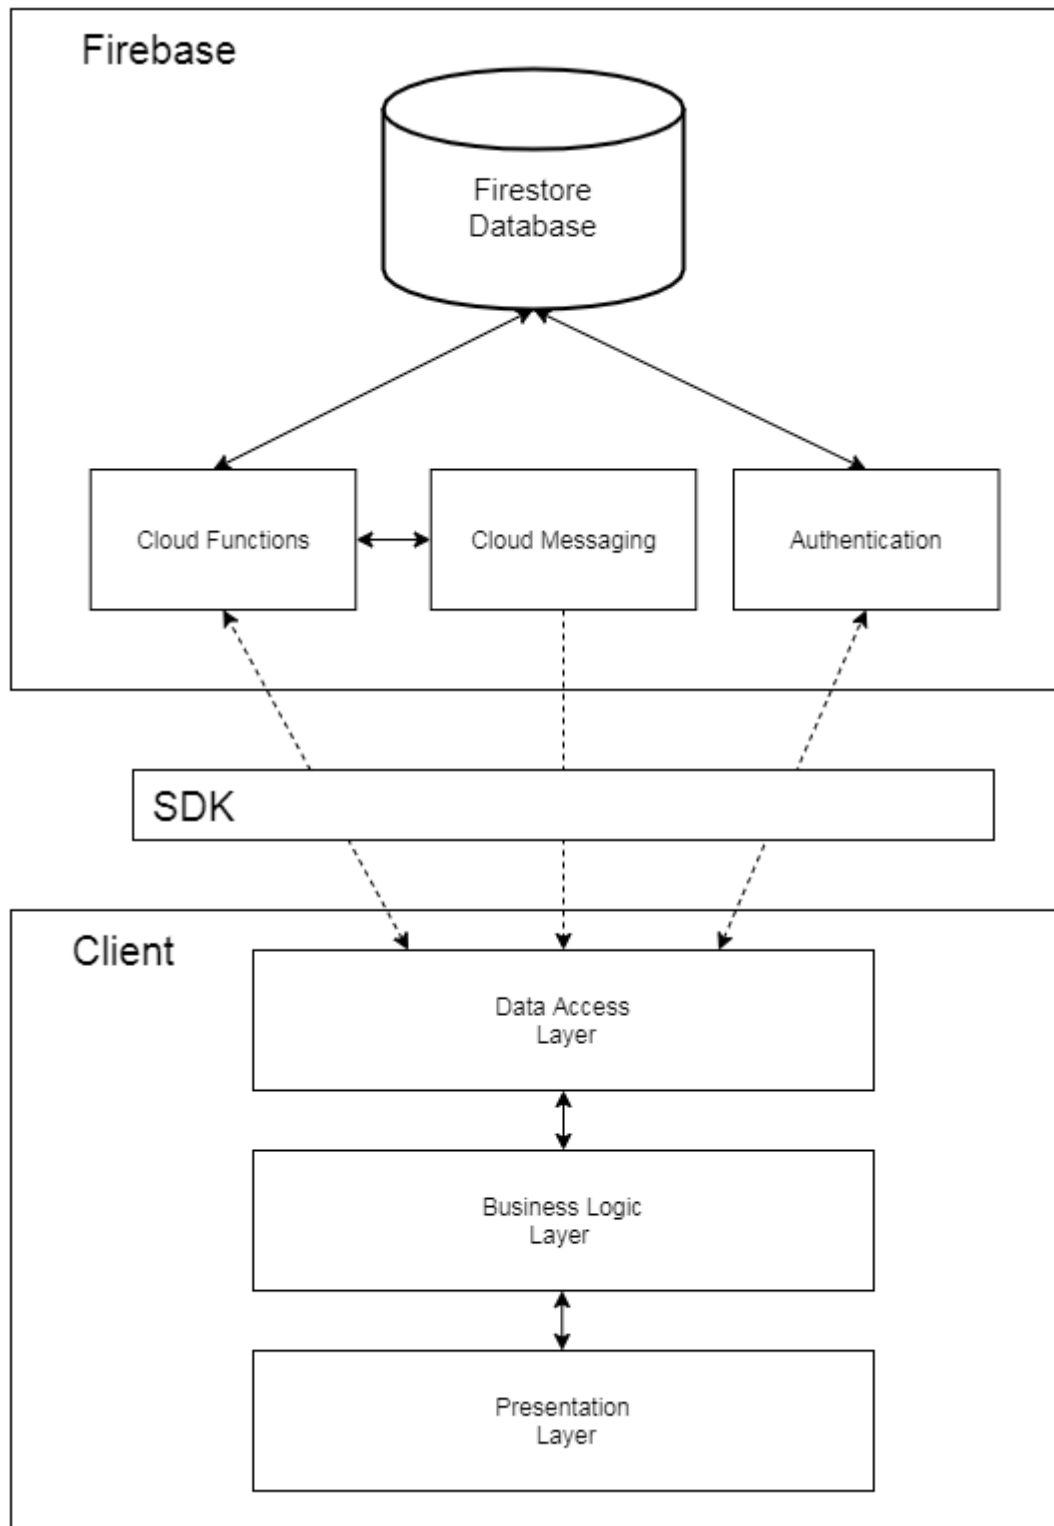 Firebase
Firestore
Database
Cloud Functions
Cloud Messaging
Authentication
SDK
Client
Data Access
Layer
Business Logic
Layer
Presentation
Layer